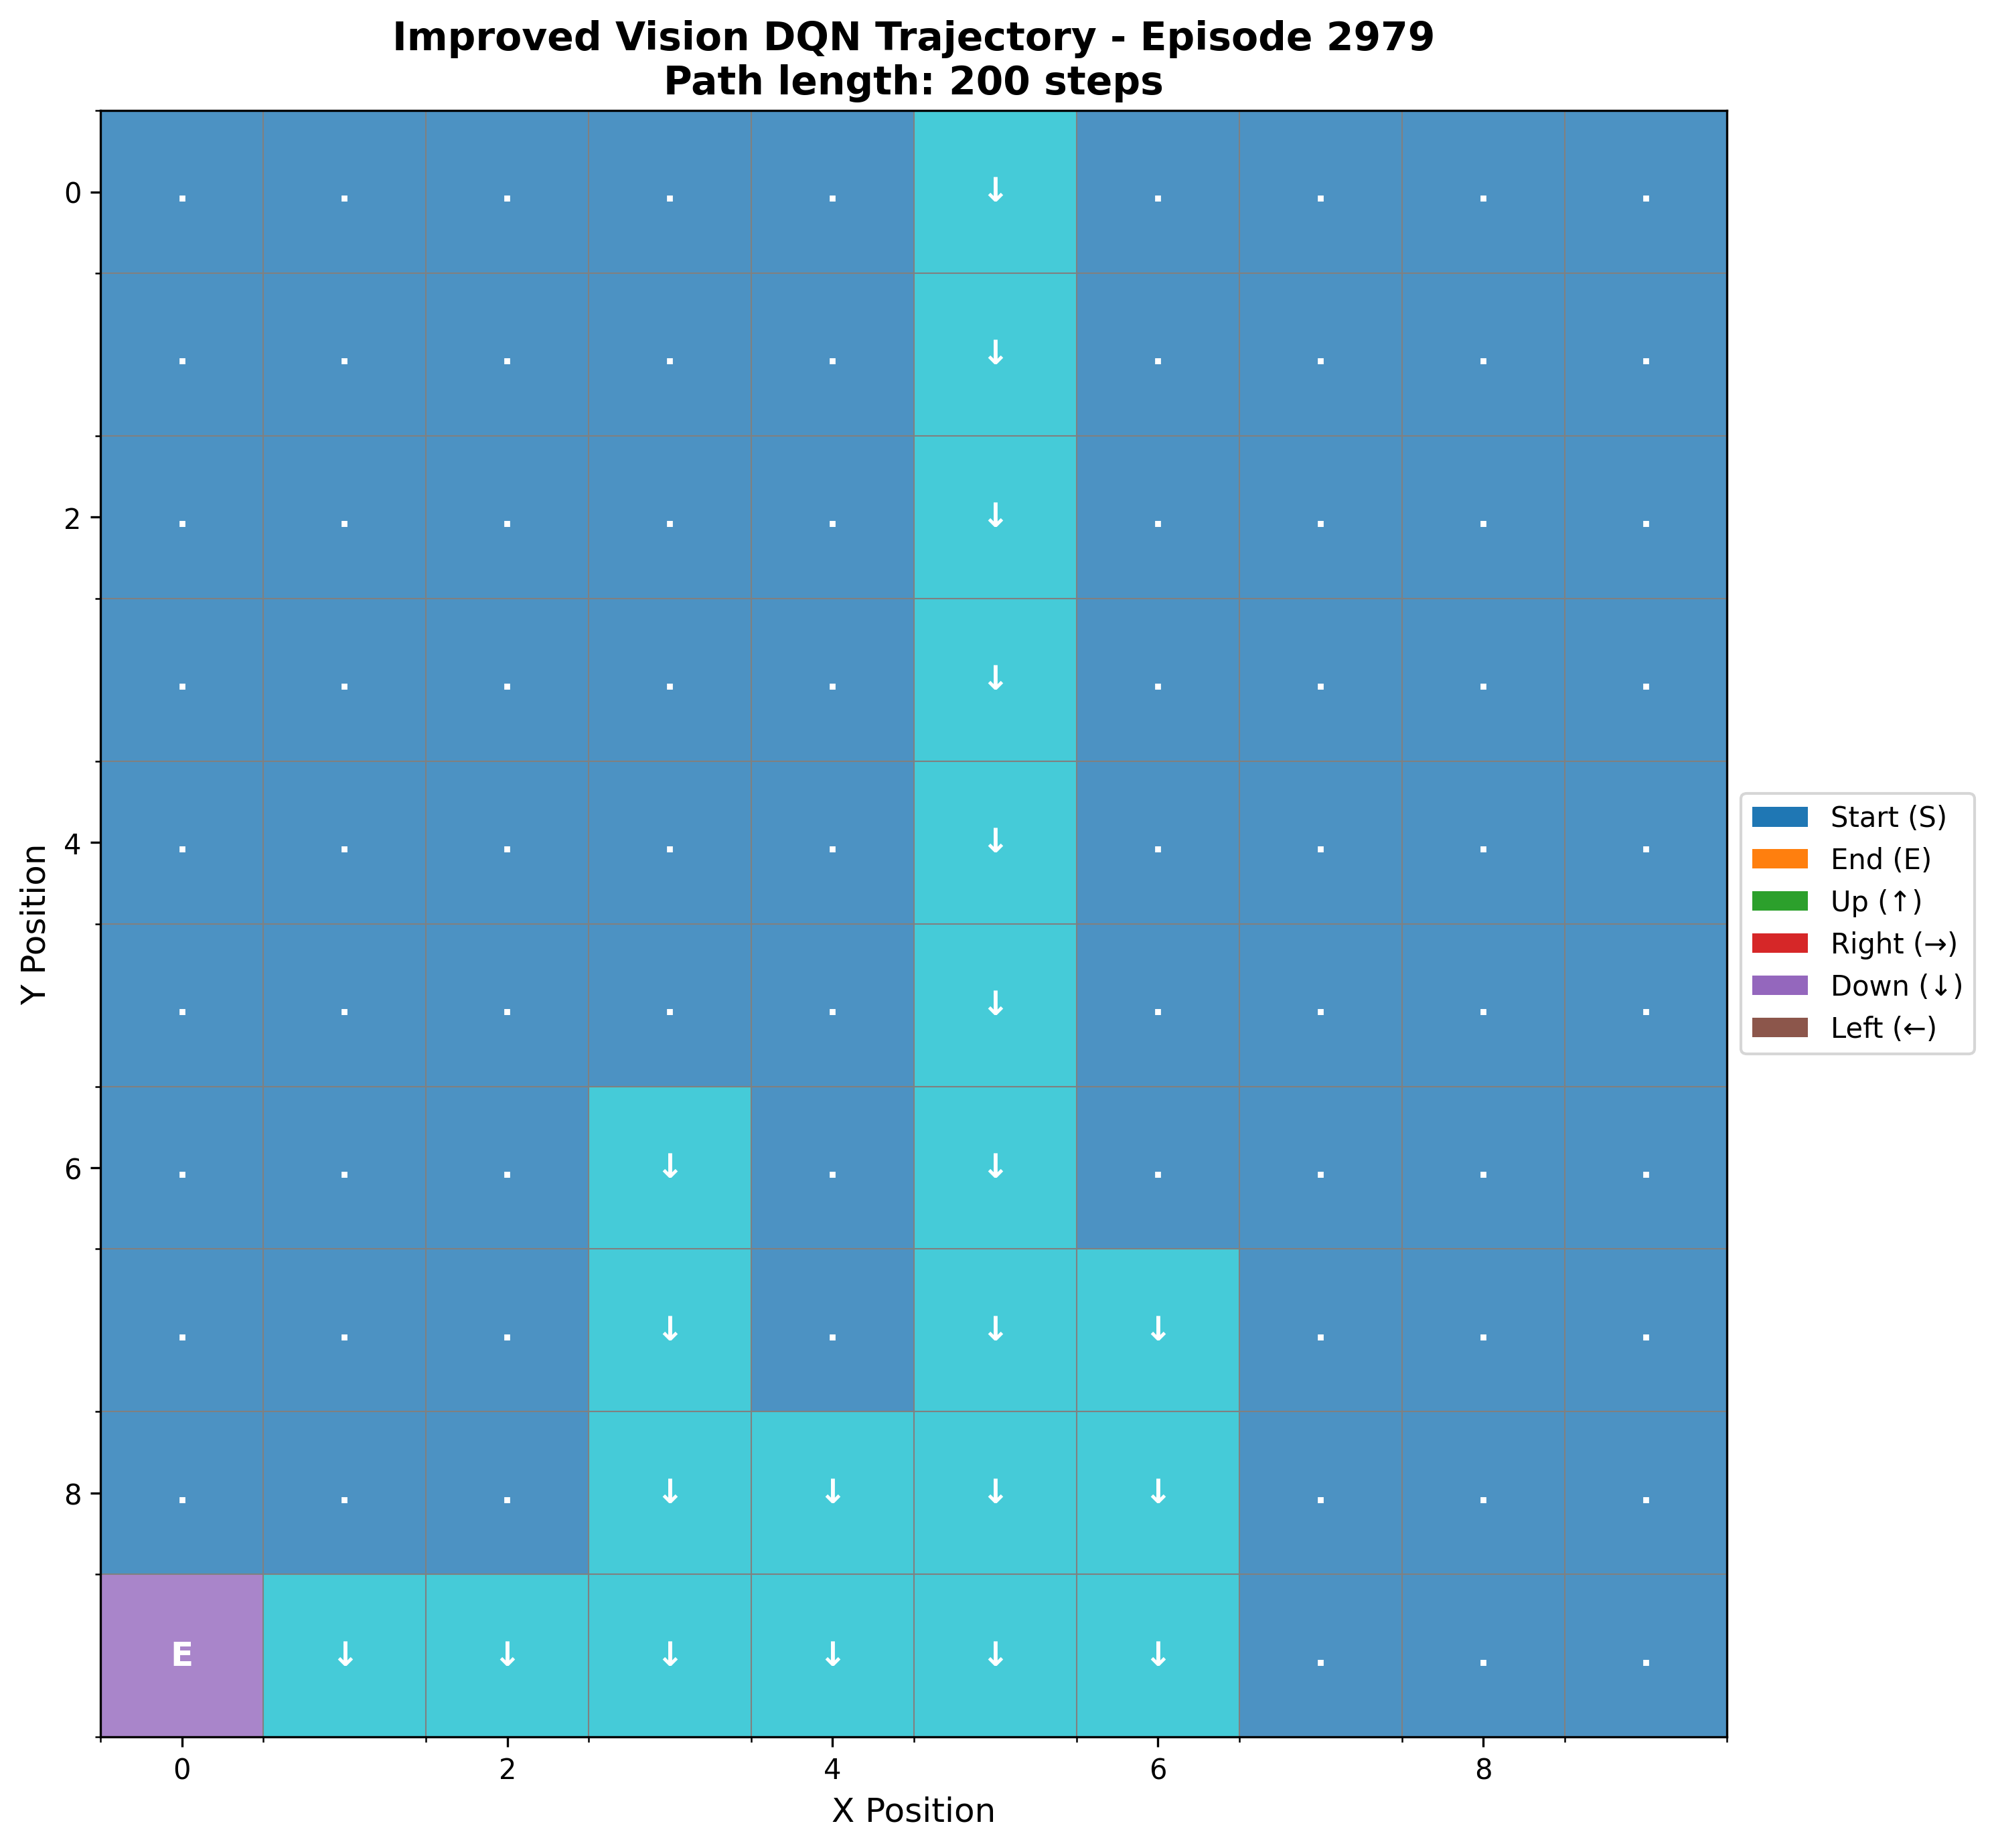 Improved Vision DQN Trajectory - Episode 2979
Path length: 200 steps
0 . . . . . ↓ . . . .
. . . . . ↓ . . . .
2 . . . . . ↓ . . . .
. . . . . ↓ . . . .
4 . . . . . ↓ . . . .
. . . . . ↓ . . . .
6 . . . ↓ . ↓ . . . .
. . . ↓ . ↓ ↓ . . .
8 . . . ↓ ↓ ↓ ↓ . . .
E ↓ ↓ ↓ ↓ ↓ ↓ . . .
0 2 4 6 8
X Position
Y Position
Start (S)
End (E)
Up (↑)
Right (→)
Down (↓)
Left (←)